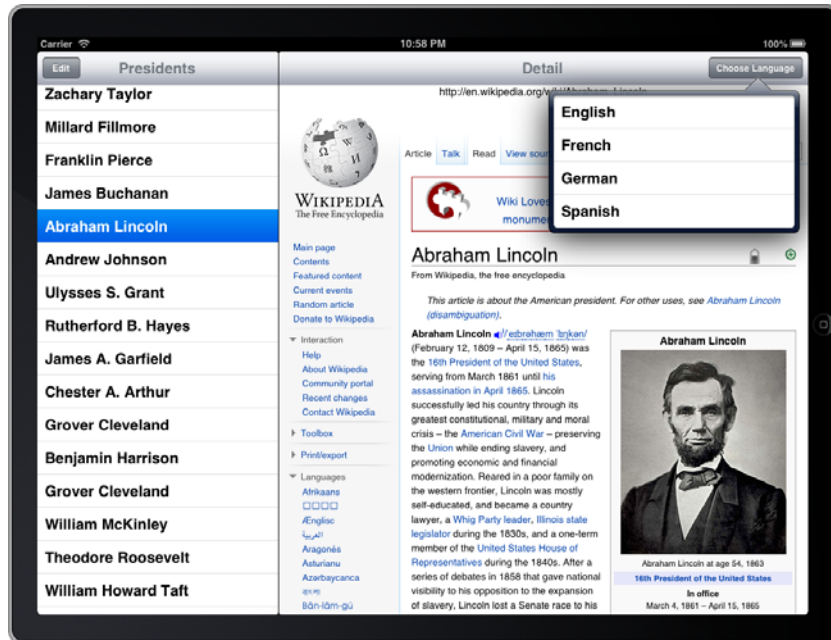 Carrier
10:58 PM
100%
Edit
Presidents
Detail
Choose Language
Zachary Taylor
Millard Fillmore
Franklin Pierce
James Buchanan
Abraham Lincoln
Andrew Johnson
Ulysses S. Grant
Rutherford B. Hayes
James A. Garfield
Chester A. Arthur
Grover Cleveland
Benjamin Harrison
Grover Cleveland
William McKinley
Theodore Roosevelt
William Howard Taft
http://en.wikipedia.org/wiki/Abraham_Lincoln
English
French
German
Spanish
WIKIPEDIA
The Free Encyclopedia
Main page
Contents
Featured content
Current events
Random article
Donate to Wikipedia
Interaction
Help
About Wikipedia
Community portal
Recent changes
Contact Wikipedia
Toolbox
Print/export
Languages
Afrikaans
Ænglisc
العربية
Aragonés
Asturianu
Azərbaycanca
বাংলা
Bân-lâm-gú
Article Talk Read View sour
Wiki Loves
monume
Abraham Lincoln
From Wikipedia, the free encyclopedia
This article is about the American president. For other uses, see Abraham Lincoln
(disambiguation).
Abraham Lincoln /ˈeɪbrəhæm ˈlɪŋkən/
(February 12, 1809 – April 15, 1865) was
the 16th President of the United States,
serving from March 1861 until his
assassination in April 1865. Lincoln
successfully led his country through its
greatest constitutional, military and moral
crisis – the American Civil War – preserving
the Union while ending slavery, and
promoting economic and financial
modernization. Reared in a poor family on
the western frontier, Lincoln was mostly
self-educated, and became a country
lawyer, a Whig Party leader, Illinois state
legislator during the 1830s, and a one-term
member of the United States House of
Representatives during the 1840s. After a
series of debates in 1858 that gave national
visibility to his opposition to the expansion
of slavery, Lincoln lost a Senate race to his
Abraham Lincoln
Abraham Lincoln at age 54, 1863
16th President of the United States
In office
March 4, 1861 – April 15, 1865